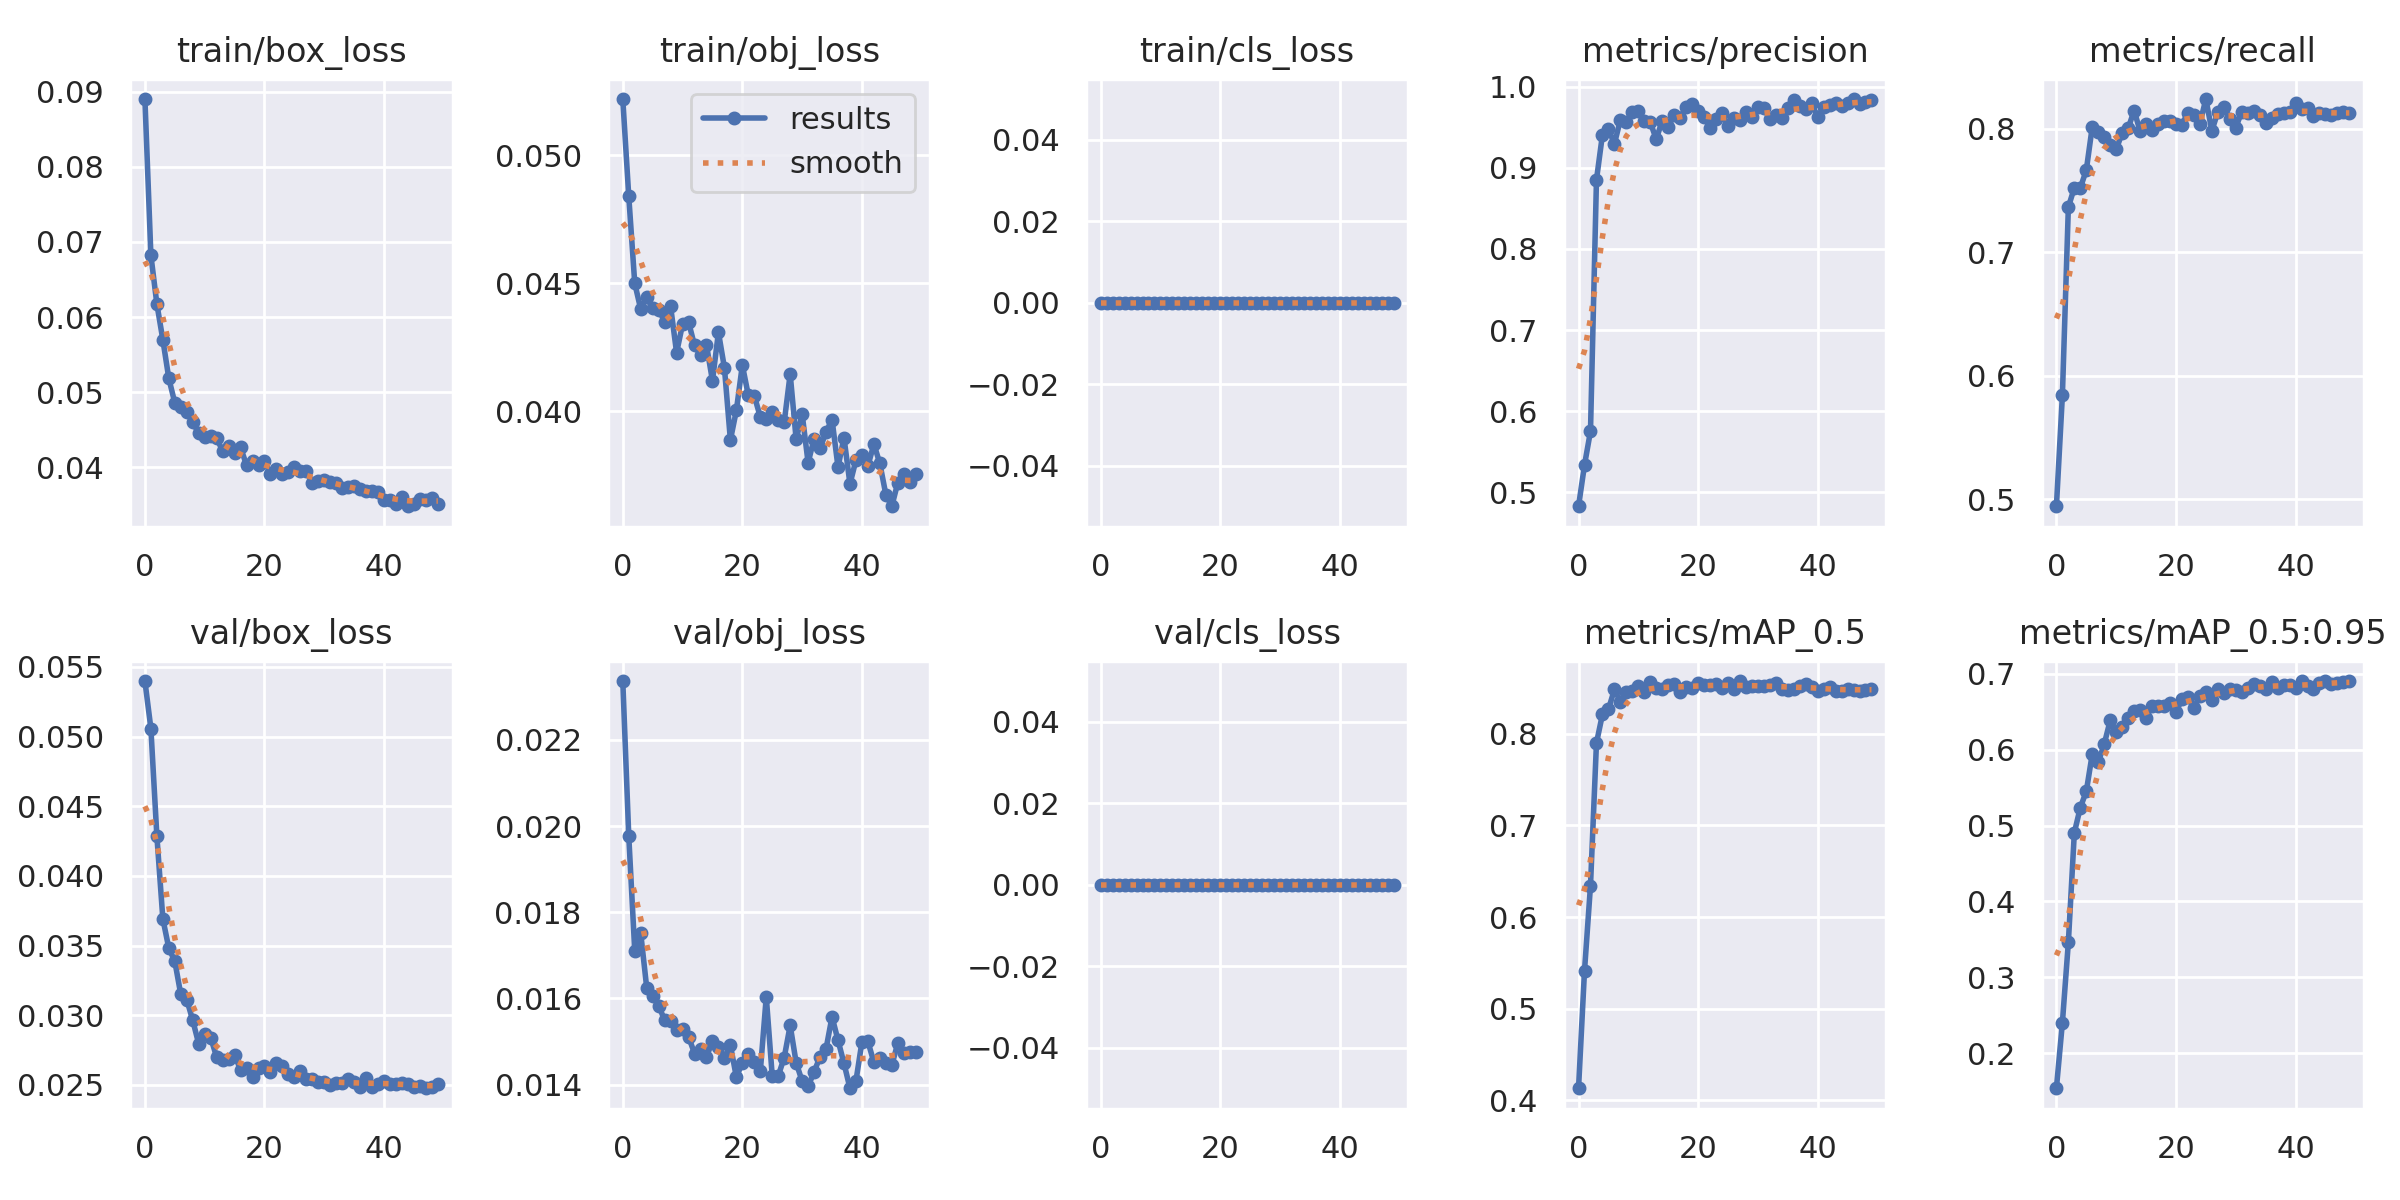 train/box_loss
0.09
0.08
0.07
0.06
0.05
0.04
0 20 40
train/obj_loss
results
smooth
0.050
0.045
0.040
0 20 40
train/cls_loss
0.04
0.02
0.00
−0.02
−0.04
0 20 40
metrics/precision
1.0
0.9
0.8
0.7
0.6
0.5
0 20 40
metrics/recall
0.8
0.7
0.6
0.5
0 20 40
val/box_loss
0.055
0.050
0.045
0.040
0.035
0.030
0.025
0 20 40
val/obj_loss
0.022
0.020
0.018
0.016
0.014
0 20 40
val/cls_loss
0.04
0.02
0.00
−0.02
−0.04
0 20 40
metrics/mAP_0.5
0.8
0.7
0.6
0.5
0.4
0 20 40
metrics/mAP_0.5:0.95
0.7
0.6
0.5
0.4
0.3
0.2
0 20 40